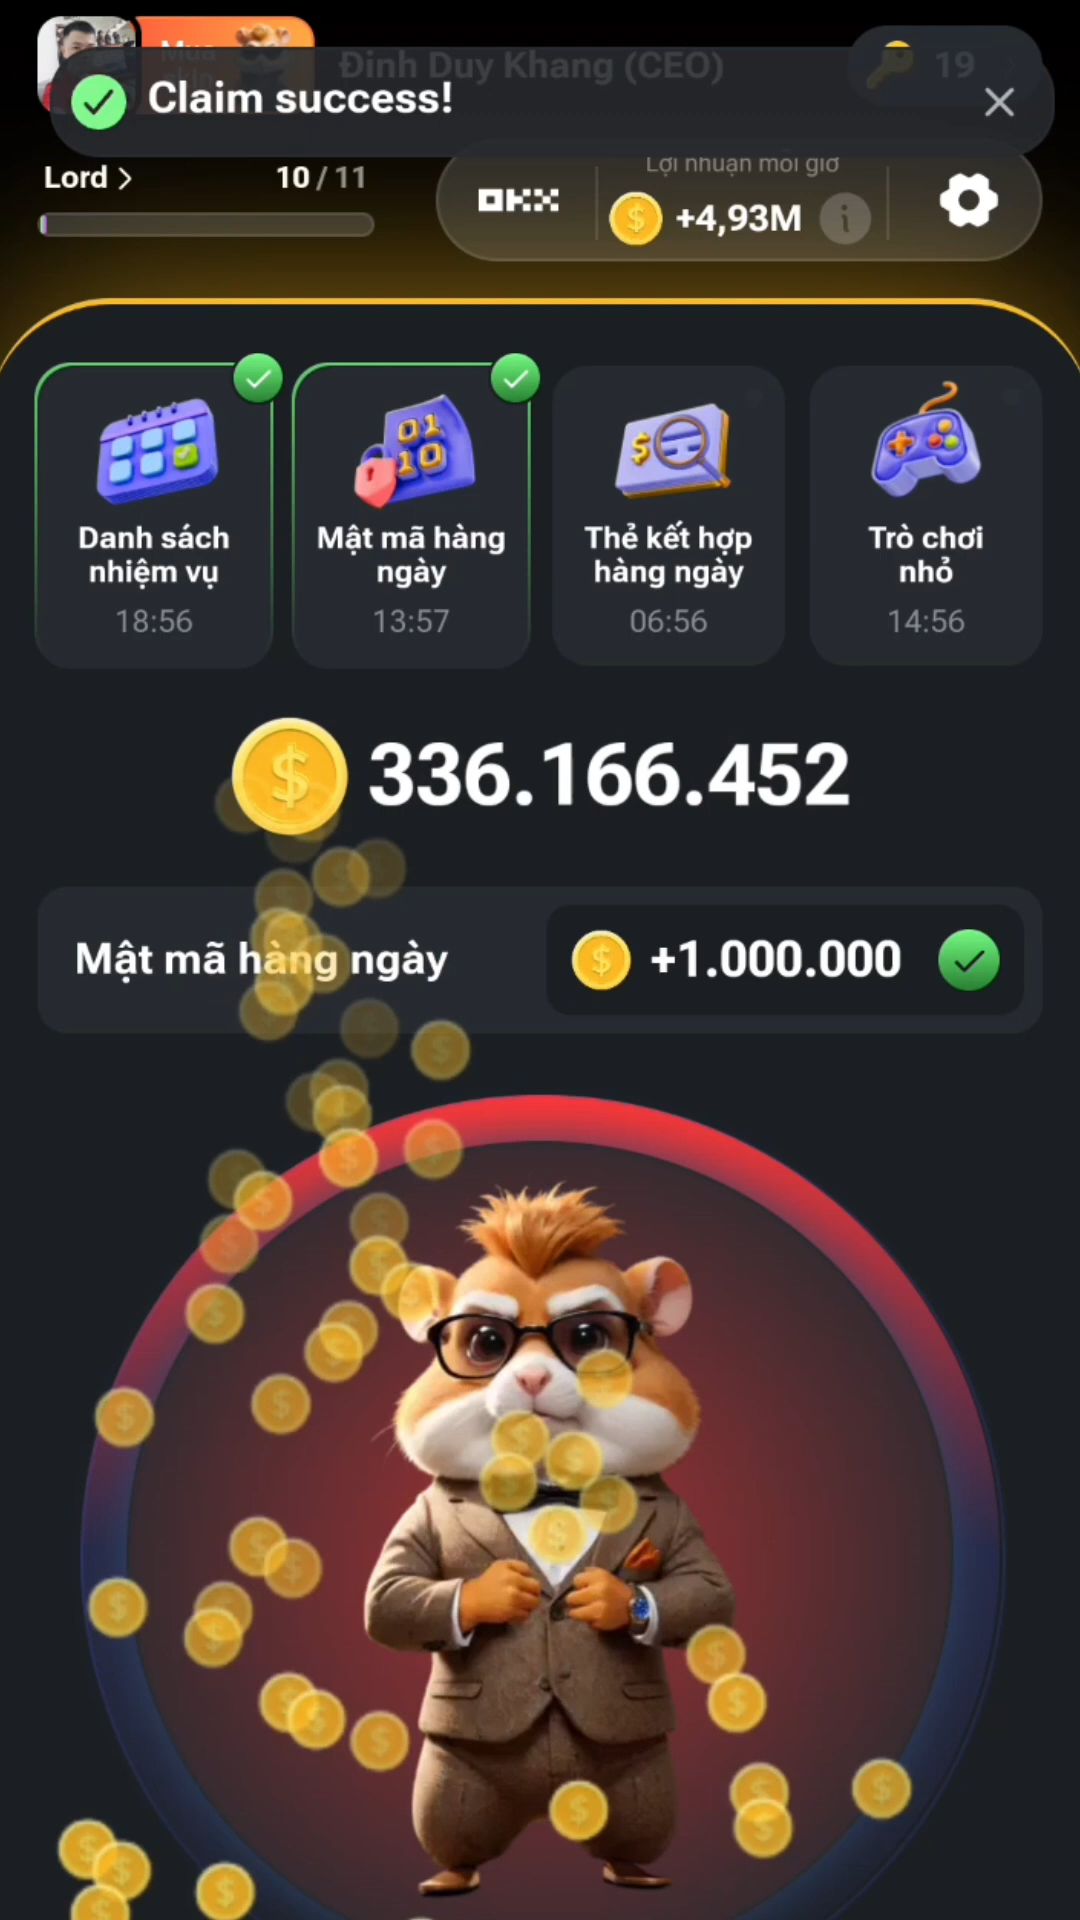 Mua
skin
Đinh Duy Khang (CEO)
19
Claim success!
Lord
10 / 11
OKX
Lợi nhuận mỗi giờ
+4,93M
Danh sách
nhiệm vụ
18:56
Mật mã hàng
ngày
13:57
Thẻ kết hợp
hàng ngày
06:56
Trò chơi
nhỏ
14:56
336.166.452
Mật mã hàng ngày
+1.000.000